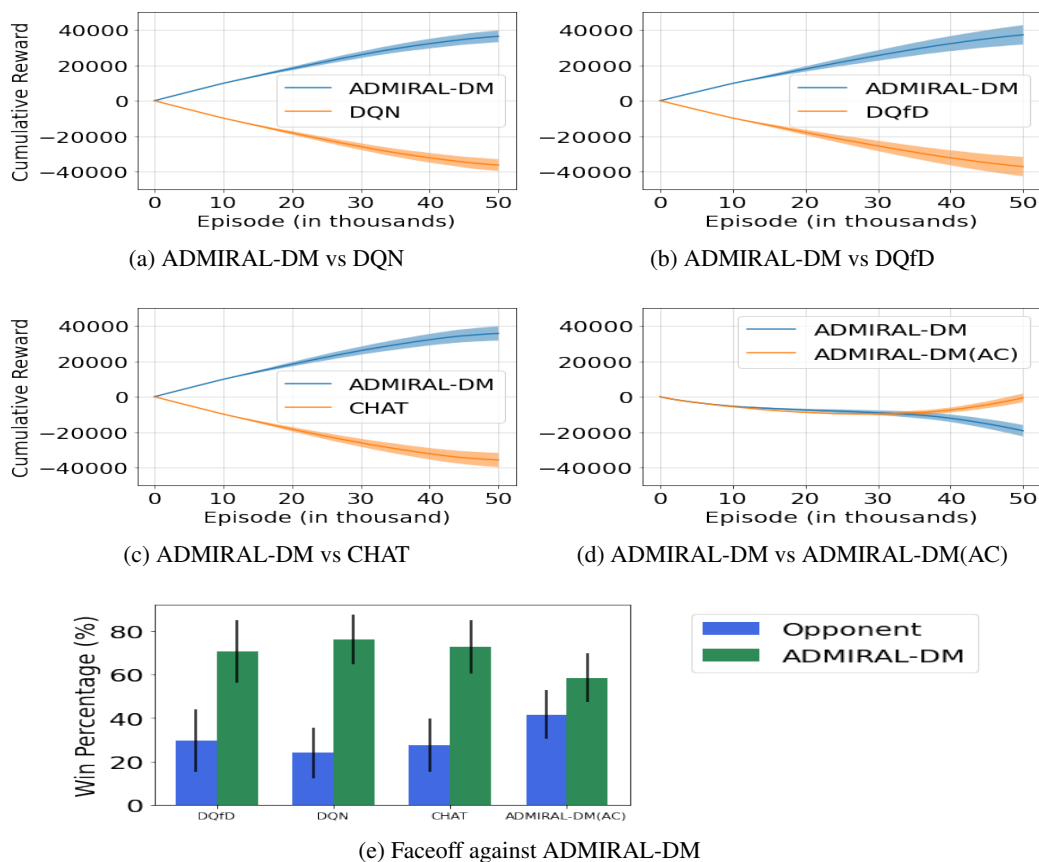 40000
20000
0
−20000
−40000
Cumulative Reward
ADMIRAL-DM
DQN
0 10 20 30 40 50
Episode (in thousands)
(a) ADMIRAL-DM vs DQN
40000
20000
0
−20000
−40000
ADMIRAL-DM
DQfD
0 10 20 30 40 50
Episode (in thousands)
(b) ADMIRAL-DM vs DQfD
40000
20000
0
−20000
−40000
Cumulative Reward
ADMIRAL-DM
CHAT
0 10 20 30 40 50
Episode (in thousand)
(c) ADMIRAL-DM vs CHAT
40000
20000
0
−20000
−40000
ADMIRAL-DM
ADMIRAL-DM(AC)
0 10 20 30 40 50
Episode (in thousands)
(d) ADMIRAL-DM vs ADMIRAL-DM(AC)
80
60
40
20
0
Win Percentage (%)
DQfD DQN CHAT ADMIRAL-DM(AC)
Opponent
ADMIRAL-DM
(e) Faceoff against ADMIRAL-DM